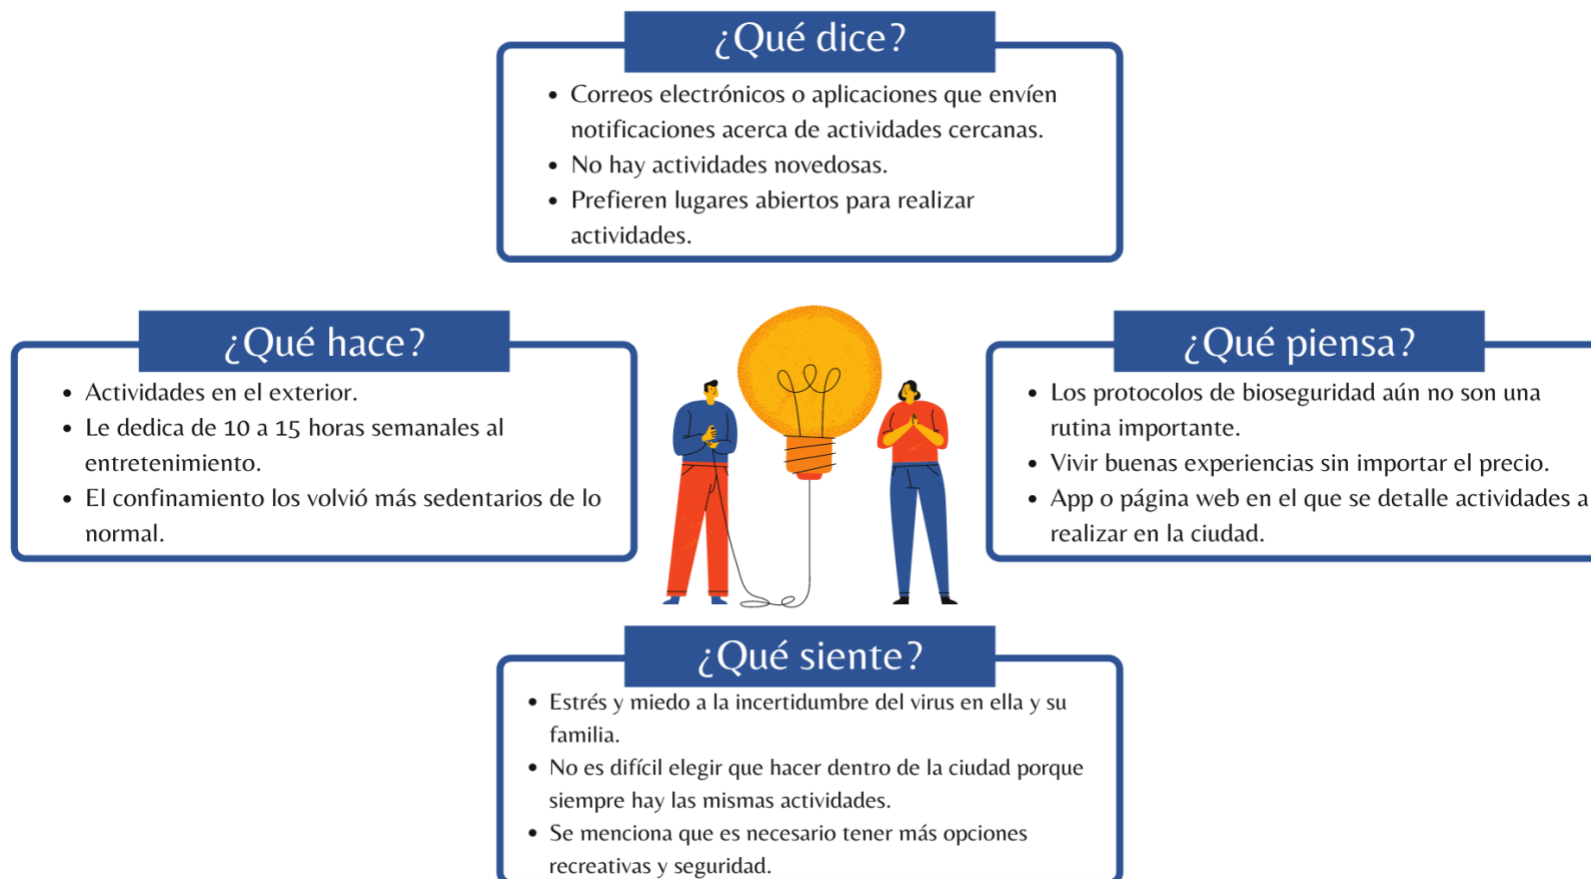 ¿Qué dice?
• Correos electrónicos o aplicaciones que envíen
notificaciones acerca de actividades cercanas.
• No hay actividades novedosas.
• Prefieren lugares abiertos para realizar
actividades.
¿Qué hace?
• Actividades en el exterior.
• Le dedica de 10 a 15 horas semanales al
entretenimiento.
• El confinamiento los volvió más sedentarios de lo
normal.
¿Qué piensa?
• Los protocolos de bioseguridad aún no son una
rutina importante.
• Vivir buenas experiencias sin importar el precio.
• App o página web en el que se detalle actividades a
realizar en la ciudad.
¿Qué siente?
• Estrés y miedo a la incertidumbre del virus en ella y su
familia.
• No es difícil elegir que hacer dentro de la ciudad porque
siempre hay las mismas actividades.
• Se menciona que es necesario tener más opciones
recreativas y seguridad.